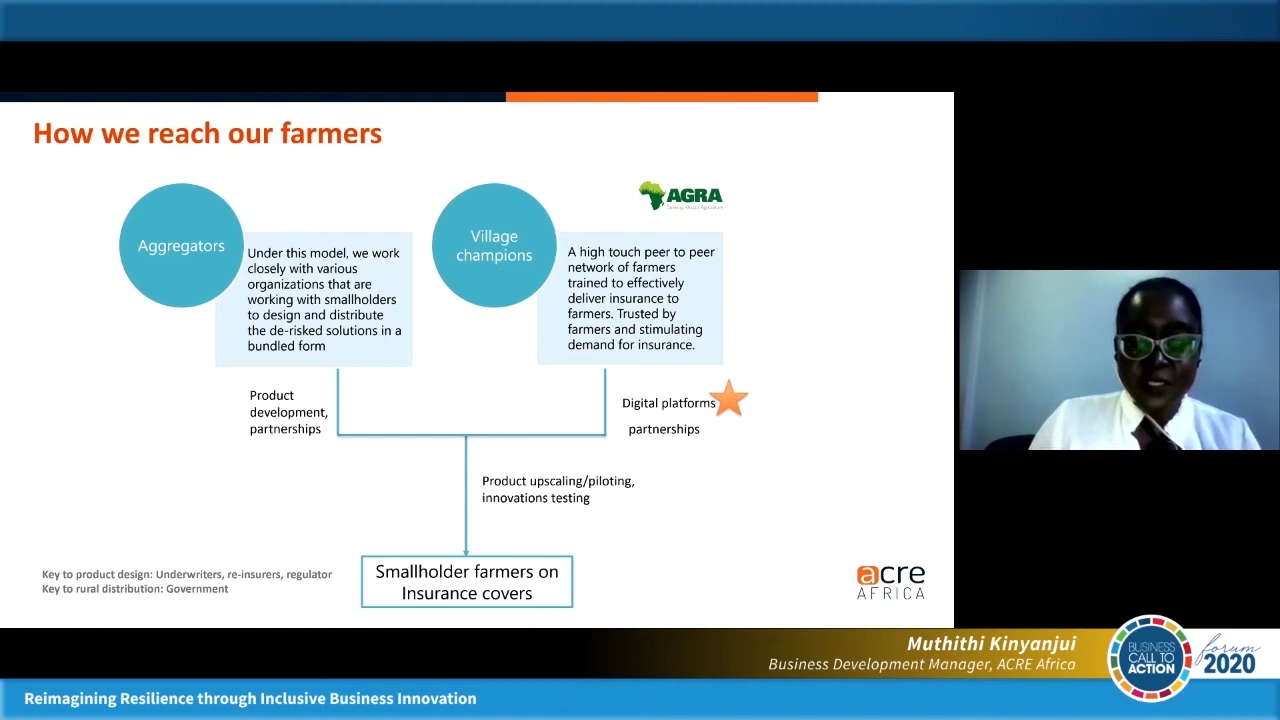 How we reach our farmers
AGRA
Aggregators
Under this model, we work
closely with various
organizations that are
working with smallholders
to design and distribute
the de-risked solutions in a
bundled form
Village
champions
A high touch peer to peer
network of farmers
trained to effectively
deliver insurance to
farmers. Trusted by
farmers and stimulating
demand for insurance.
Product
development,
partnerships
Digital platforms
partnerships
Product upscaling/piloting,
innovations testing
Smallholder farmers on
Insurance covers
Key to product design: Underwriters, re-insurers, regulator
Key to rural distribution: Government
acre
AFRICA
Muthithi Kinyanjui
Business Development Manager, ACRE Africa
BUSINESS
CALL TO
ACTION
forum
2020
Reimagining Resilience through Inclusive Business Innovation